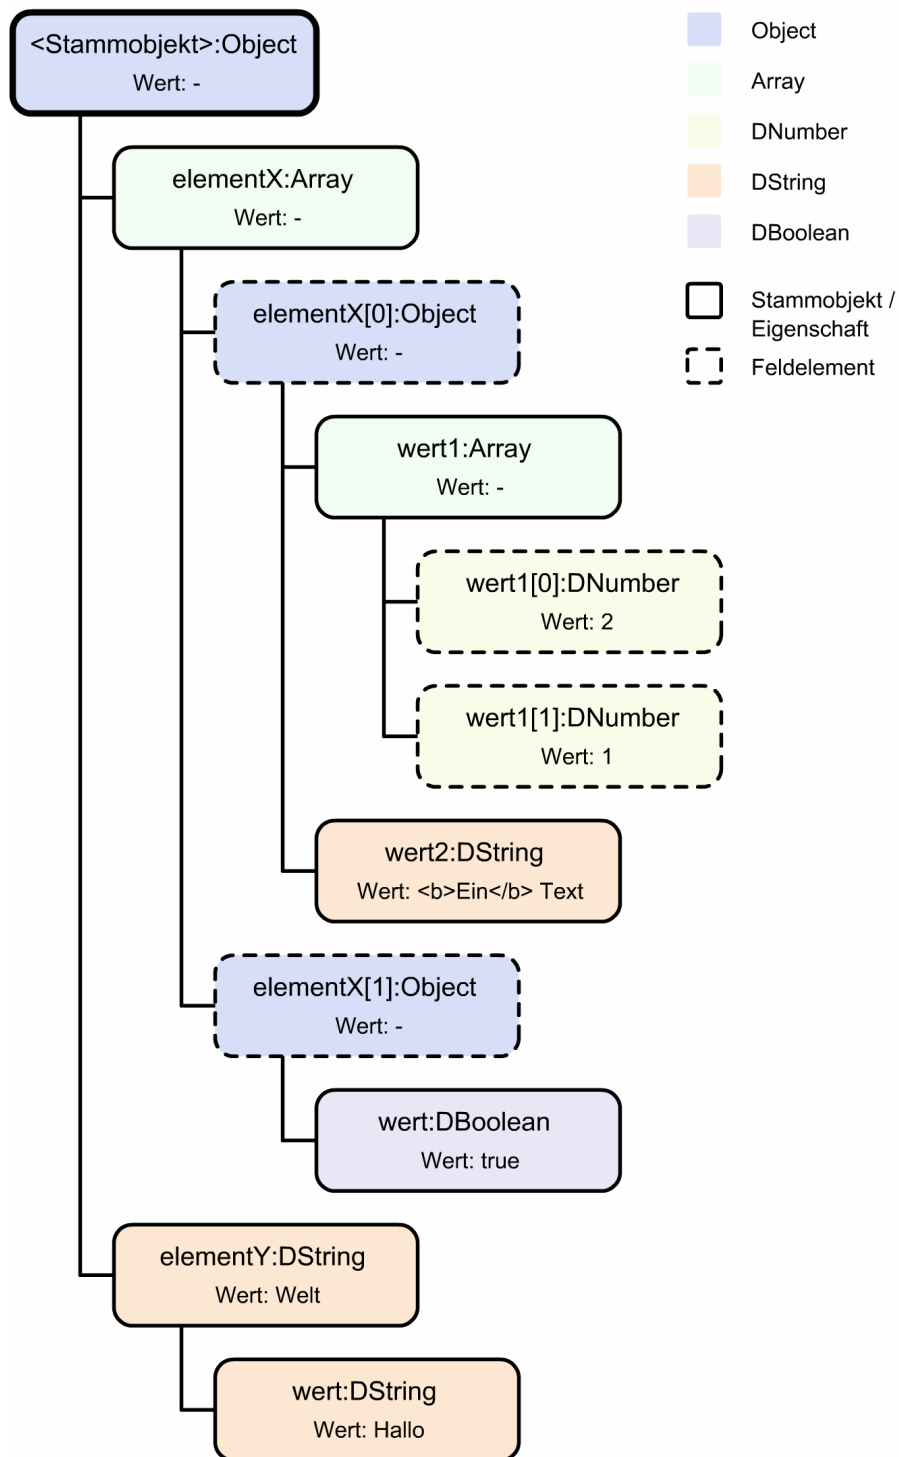 <Stammobjekt>:Object
Wert: -
elementX:Array
Wert: -
elementX[0]:Object
Wert: -
wert1:Array
Wert: -
wert1[0]:DNumber
Wert: 2
wert1[1]:DNumber
Wert: 1
wert2:DString
Wert: <b>Ein</b> Text
elementX[1]:Object
Wert: -
wert:DBoolean
Wert: true
elementY:DString
Wert: Welt
wert:DString
Wert: Hallo
Object
Array
DNumber
DString
DBoolean
Stammobjekt /
Eigenschaft
Feldelement